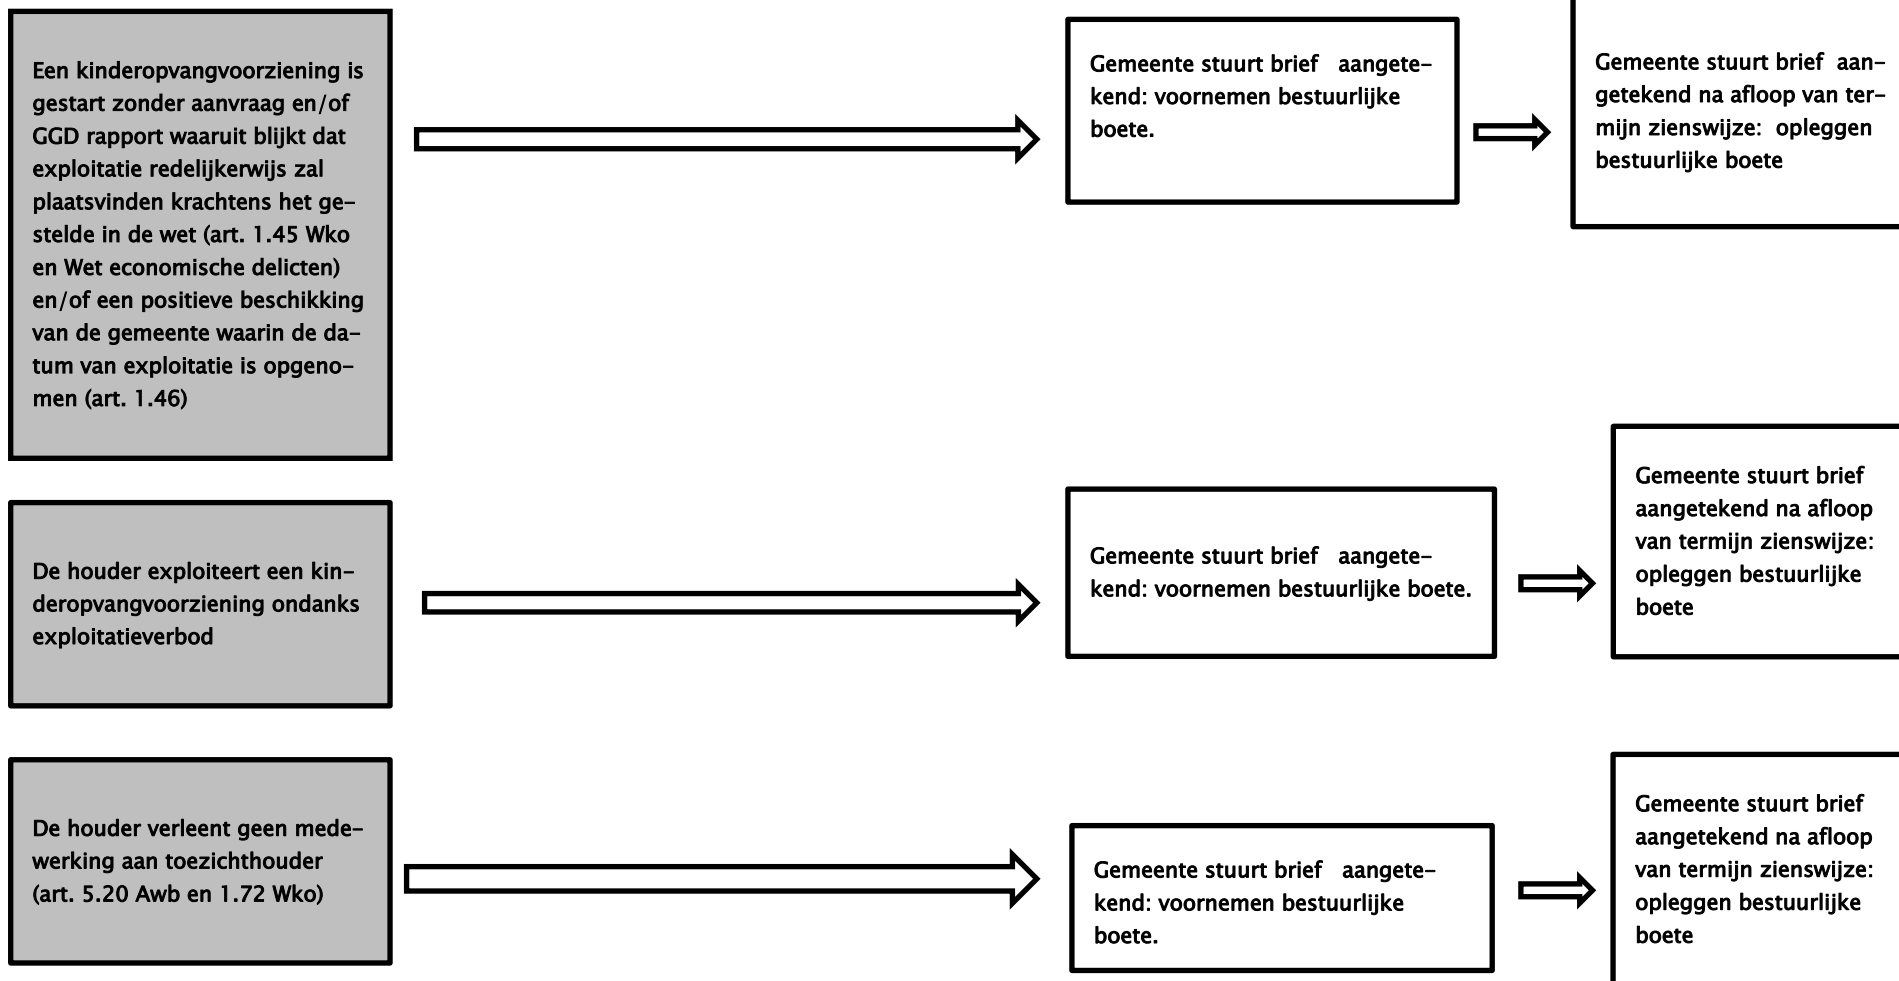 Een kinderopvangvoorziening is
gestart zonder aanvraag en/of
GGD rapport waaruit blijkt dat
exploitatie redelijkerwijs zal
plaatsvinden krachtens het ge-
stelde in de wet (art. 1.45 Wko
en Wet economische delicten)
en/of een positieve beschikking
van de gemeente waarin de da-
tum van exploitatie is opgeno-
men (art. 1.46)
Gemeente stuurt brief aangete-
kend: voornemen bestuurlijke
boete.
Gemeente stuurt brief aan-
getekend na afloop van ter-
mijn zienswijze: opleggen
bestuurlijke boete
De houder exploiteert een kin-
deropvangvoorziening ondanks
exploitatieverbod
Gemeente stuurt brief aangete-
kend: voornemen bestuurlijke boete.
Gemeente stuurt brief
aangetekend na afloop
van termijn zienswijze:
opleggen bestuurlijke
boete
De houder verleent geen mede-
werking aan toezichthouder
(art. 5.20 Awb en 1.72 Wko)
Gemeente stuurt brief aangete-
kend: voornemen bestuurlijke
boete.
Gemeente stuurt brief
aangetekend na afloop
van termijn zienswijze:
opleggen bestuurlijke
boete